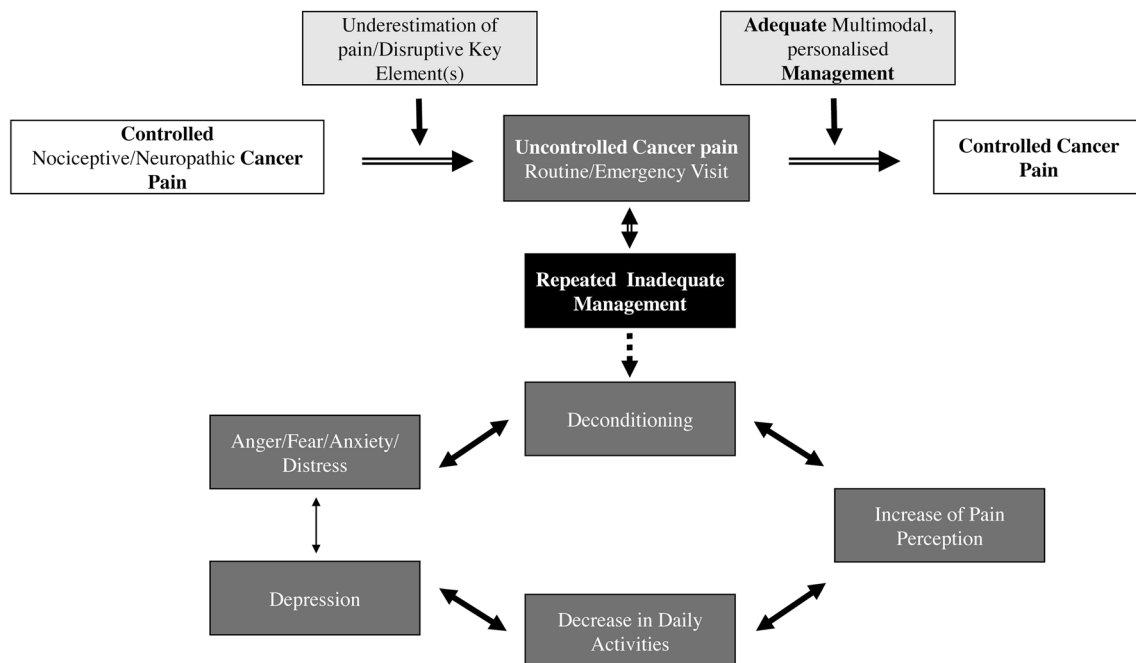 Underestimation of
pain/Disruptive Key
Element(s)
Adequate Multimodal,
personalised
Management
Controlled
Nociceptive/Neuropathic Cancer
Pain
Uncontrolled Cancer pain
Routine/Emergency Visit
Controlled Cancer
Pain
Repeated Inadequate
Management
Deconditioning
Anger/Fear/Anxiety/
Distress
Increase of Pain
Perception
Depression
Decrease in Daily
Activities